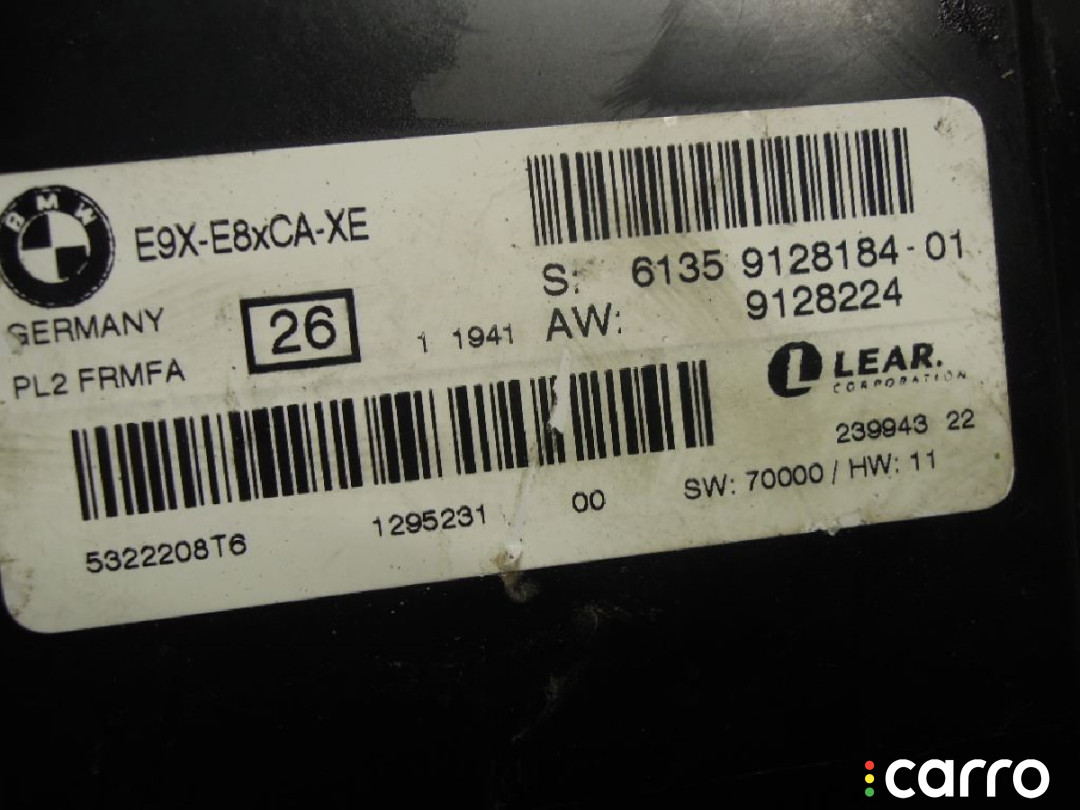 BMW
E9X-E8xCA-XE
S: 6135 9128184-01
AW: 9128224
GERMANY
26
1 1941
PL2 FRMFA
LEAR.
CORPORATION
239943 22
SW: 70000 / HW: 11
5322208T6 1295231 00
carro